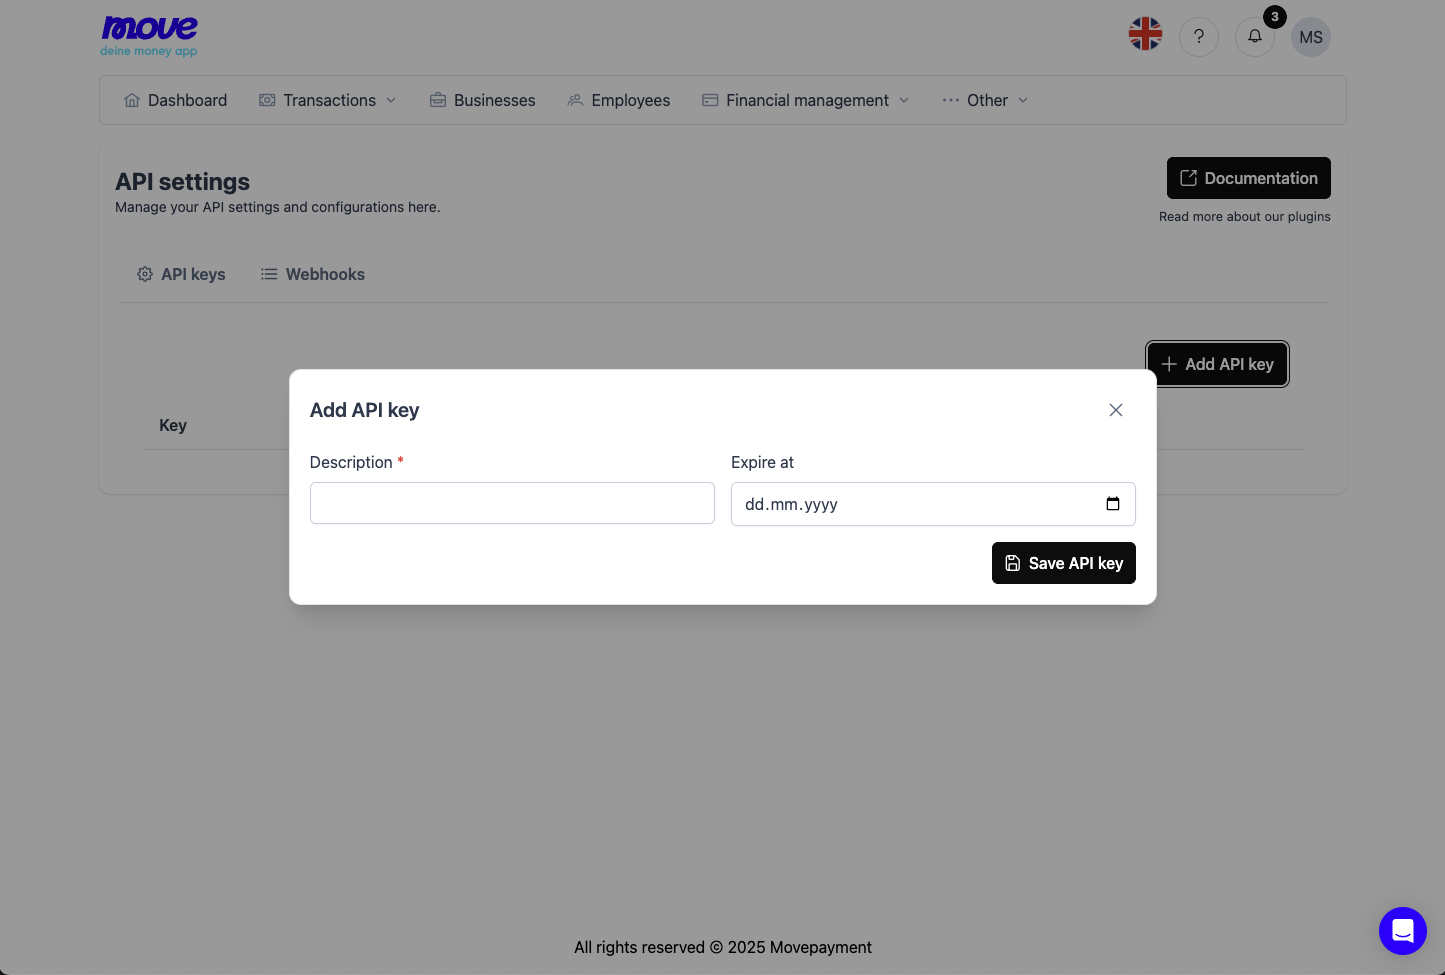 move
deine money app
?
3
MS
Dashboard
Transactions
Businesses
Employees
Financial management
Other
API settings
Manage your API settings and configurations here.
Documentation
Read more about our plugins
API keys
Webhooks
Add API key
Key
Add API key
Description *
Expire at
dd.mm.yyyy
Save API key
All rights reserved © 2025 Movepayment